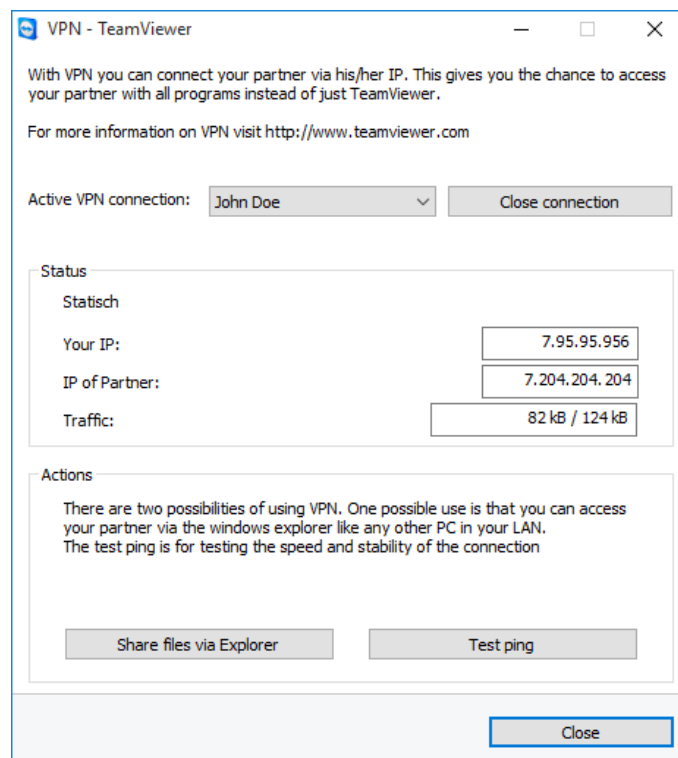 VPN - TeamViewer
With VPN you can connect your partner via his/her IP. This gives you the chance to access
your partner with all programs instead of just TeamViewer.
For more information on VPN visit http://www.teamviewer.com
Active VPN connection: John Doe Close connection
Status
Statisch
Your IP: 7.95.95.956
IP of Partner: 7.204.204.204
Traffic: 82 kB / 124 kB
Actions
There are two possibilities of using VPN. One possible use is that you can access
your partner via the windows explorer like any other PC in your LAN.
The test ping is for testing the speed and stability of the connection
Share files via Explorer Test ping
Close